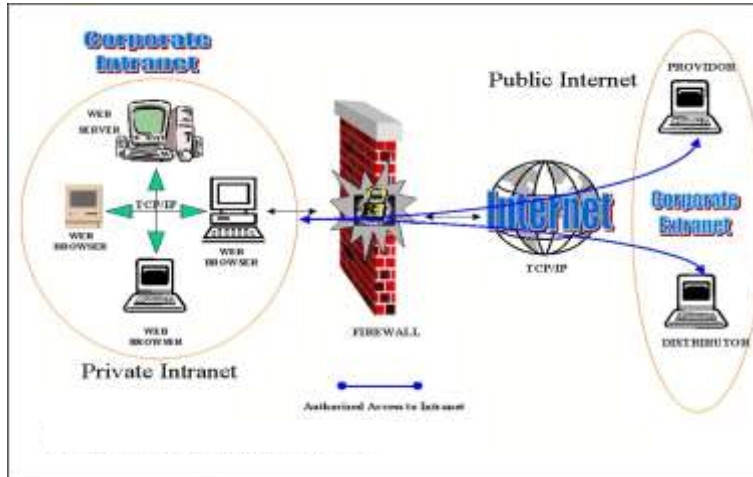 Corporate
Intranet
WEB
SERVER
TCP/IP
WEB
BROWSER
WEB
BROWSER
WEB
BROWSER
Private Intranet
FIREWALL
Authorized Access to Intranet
Public Internet
Internet
TCP/IP
PROVIDOR
Corporate
Extranet
DISTRIBUTOR